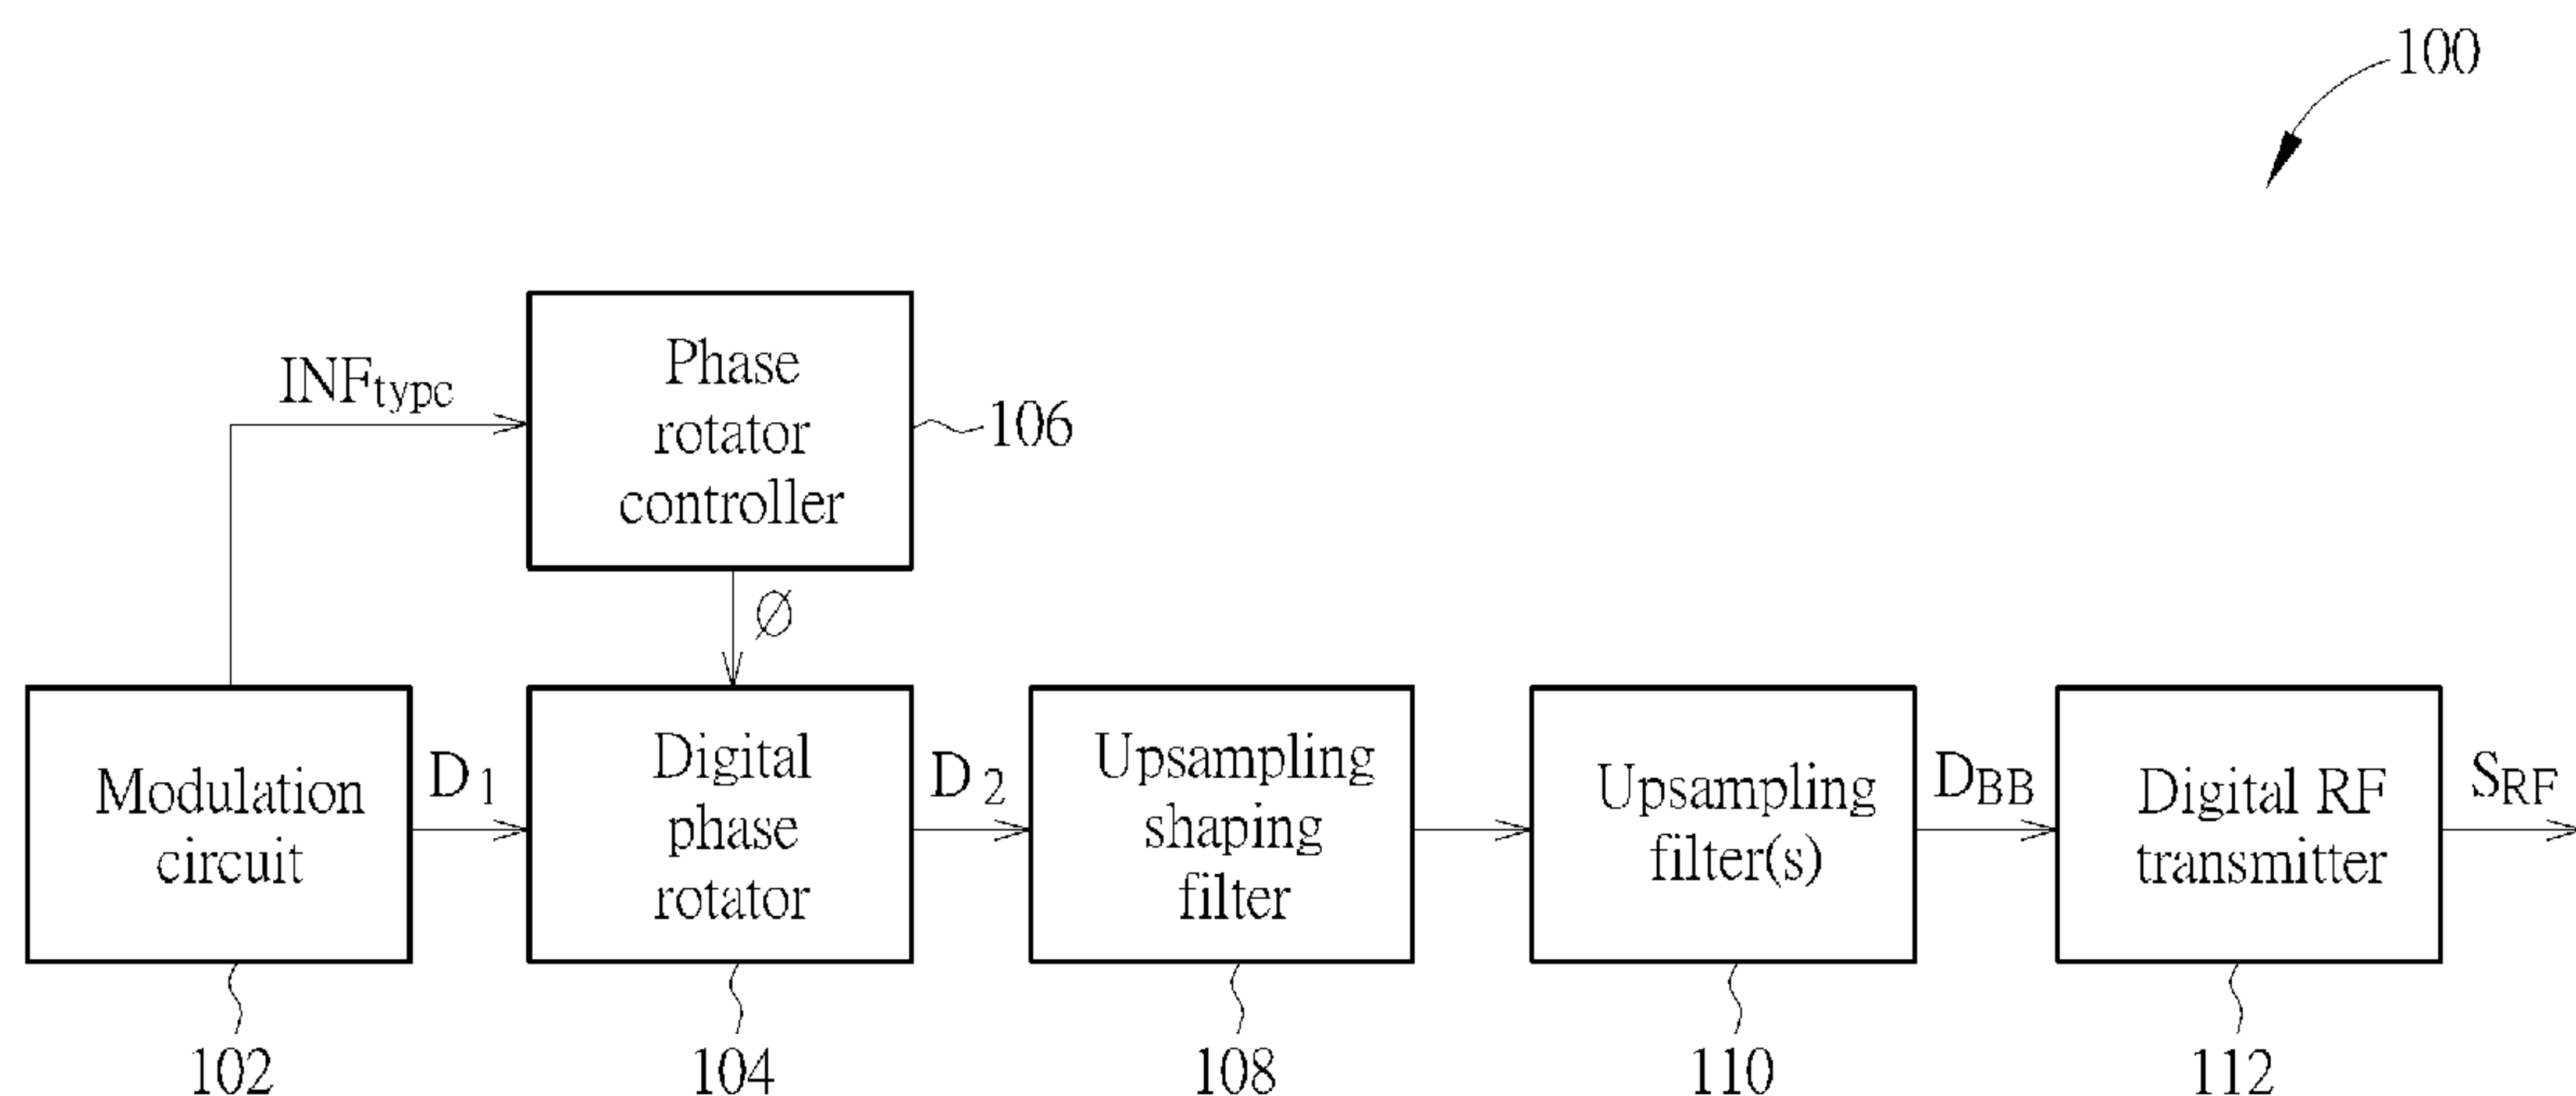 100
Phase
rotator
controller
INFtype
106
Ø
Modulation
circuit
D1
Digital
phase
rotator
D2
Upsampling
shaping
filter
Upsampling
filter(s)
DBB
Digital RF
transmitter
SRF
102
104
108
110
112